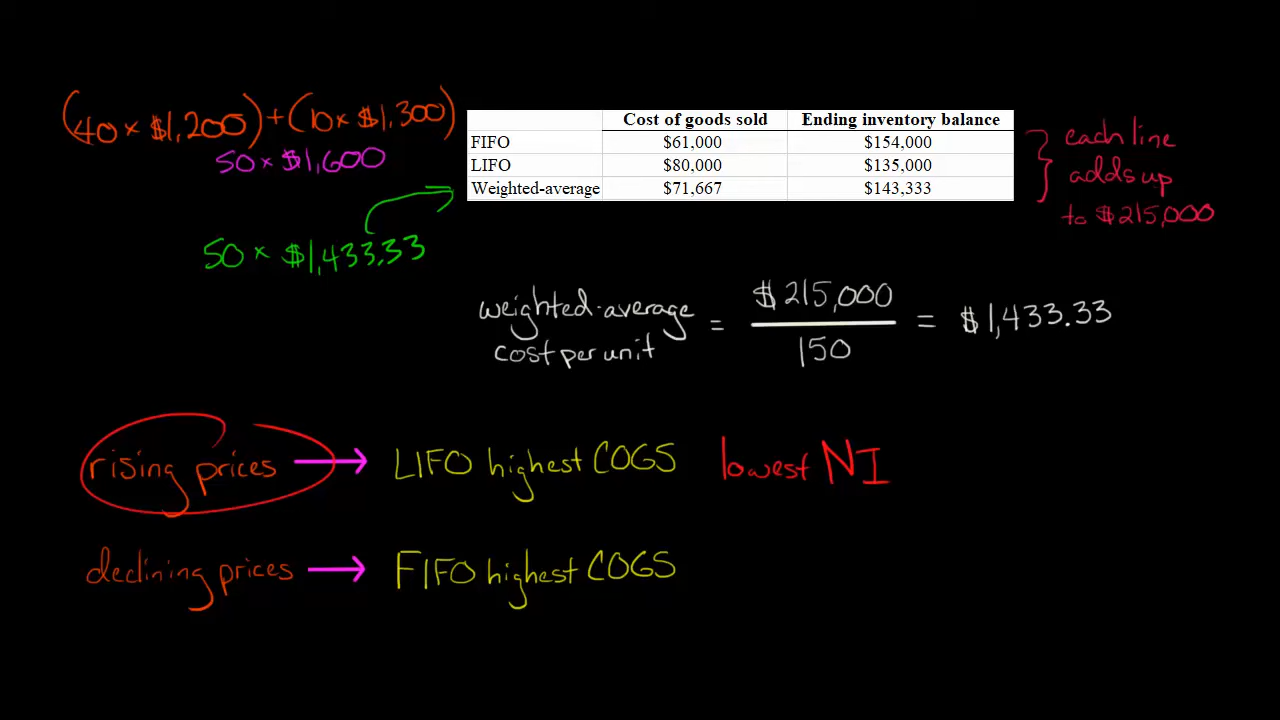 (40 × $1,200) + (10 × $1,300)
50 × $1,600
50 × $1,433.33
Cost of goods sold Ending inventory balance
FIFO $61,000 $154,000
LIFO $80,000 $135,000
Weighted-average $71,667 $143,333
each line
adds up
to $215,000
weighted-average
cost per unit
=
$215,000
150
= $1,433.33
rising prices → LIFO highest COGS lowest NI
declining prices → FIFO highest COGS